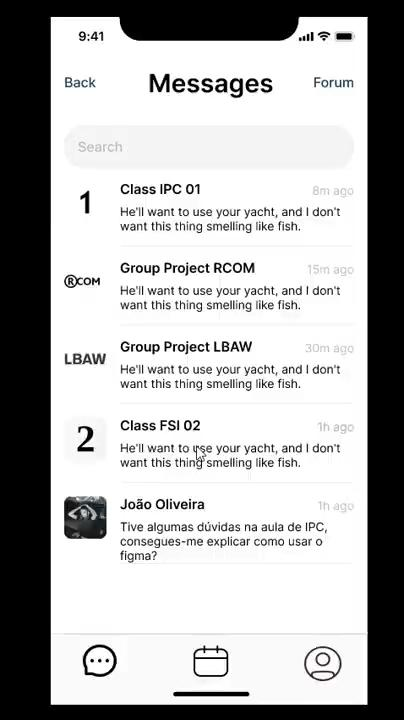 9:41
Back
Messages
Forum
Search
1
Class IPC 01
8m ago
He'll want to use your yacht, and I don't
want this thing smelling like fish.
®COM
Group Project RCOM
15m ago
He'll want to use your yacht, and I don't
want this thing smelling like fish.
LBAW
Group Project LBAW
30m ago
He'll want to use your yacht, and I don't
want this thing smelling like fish.
2
Class FSI 02
1h ago
He'll want to use your yacht, and I don't
want this thing smelling like fish.
João Oliveira
1h ago
Tive algumas dúvidas na aula de IPC,
consegues-me explicar como usar o
figma?